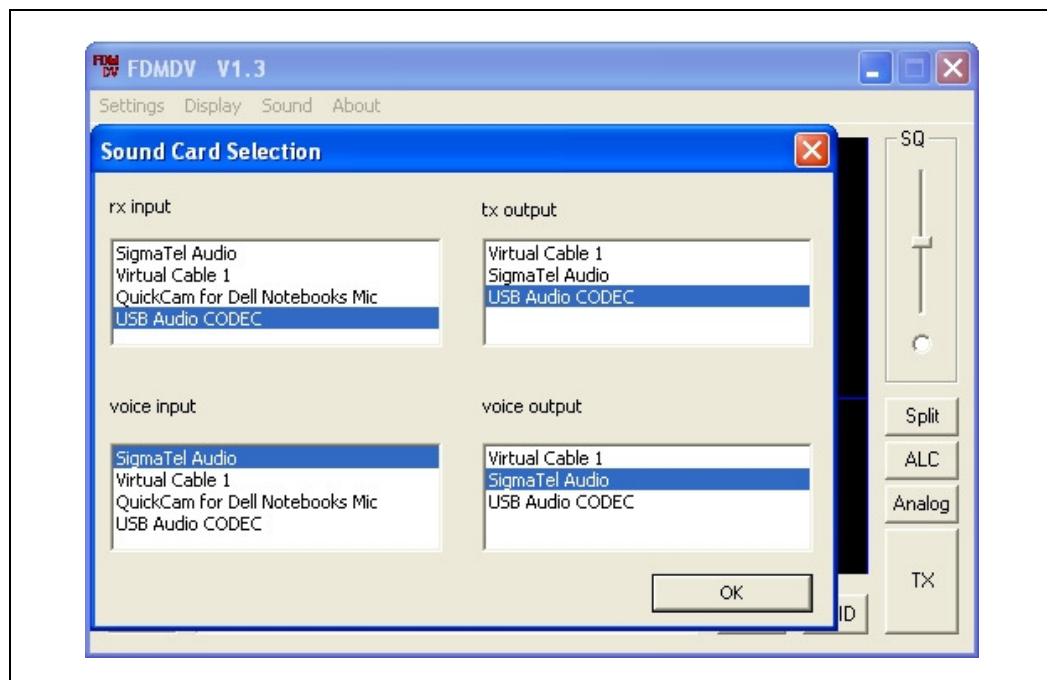 FDM
DV
FDMDV V1.3
Settings Display Sound About
Sound Card Selection
rx input
SigmaTel Audio
Virtual Cable 1
QuickCam for Dell Notebooks Mic
USB Audio CODEC
tx output
Virtual Cable 1
SigmaTel Audio
USB Audio CODEC
voice input
SigmaTel Audio
Virtual Cable 1
QuickCam for Dell Notebooks Mic
USB Audio CODEC
voice output
Virtual Cable 1
SigmaTel Audio
USB Audio CODEC
OK
SQ
Split
ALC
Analog
TX
ID